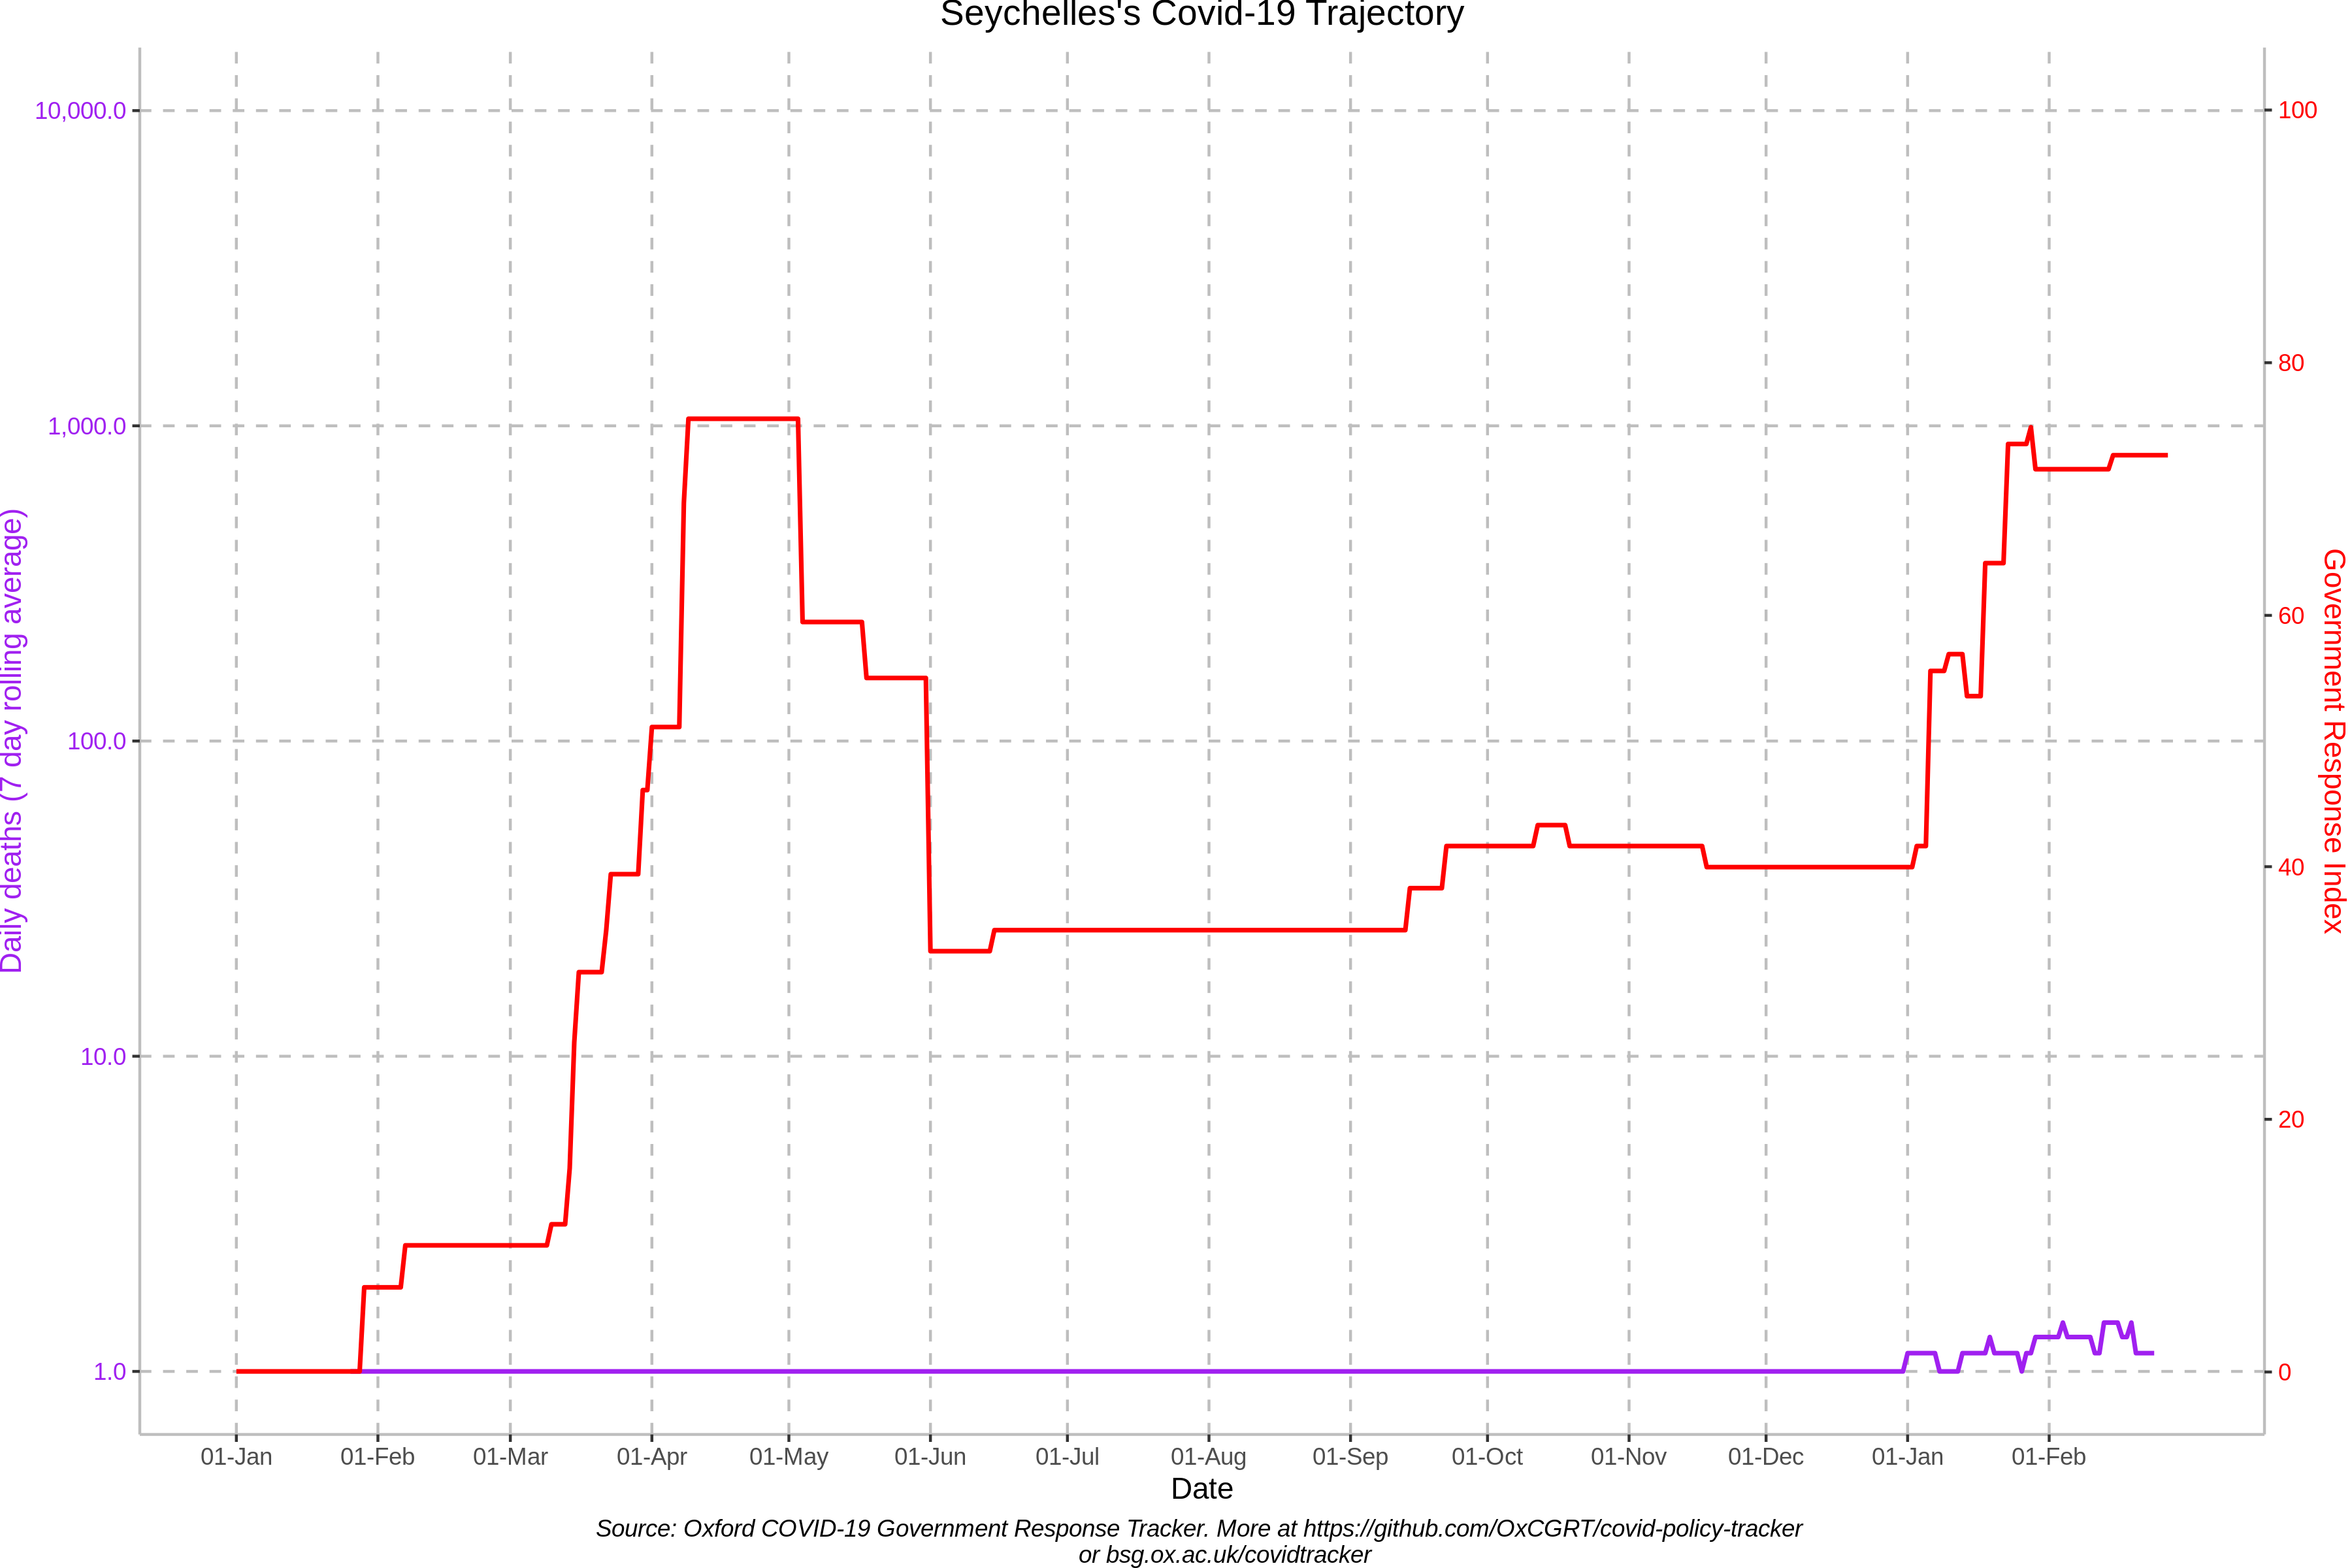 Seychelles's Covid-19 Trajectory
Daily deaths (7 day rolling average)
10,000.0
1,000.0
100.0
10.0
1.0
100
80
60
40
20
0
Government Response Index
01-Jan 01-Feb 01-Mar 01-Apr 01-May 01-Jun 01-Jul 01-Aug 01-Sep 01-Oct 01-Nov 01-Dec 01-Jan 01-Feb
Date
Source: Oxford COVID-19 Government Response Tracker. More at https://github.com/OxCGRT/covid-policy-tracker
or bsg.ox.ac.uk/covidtracker